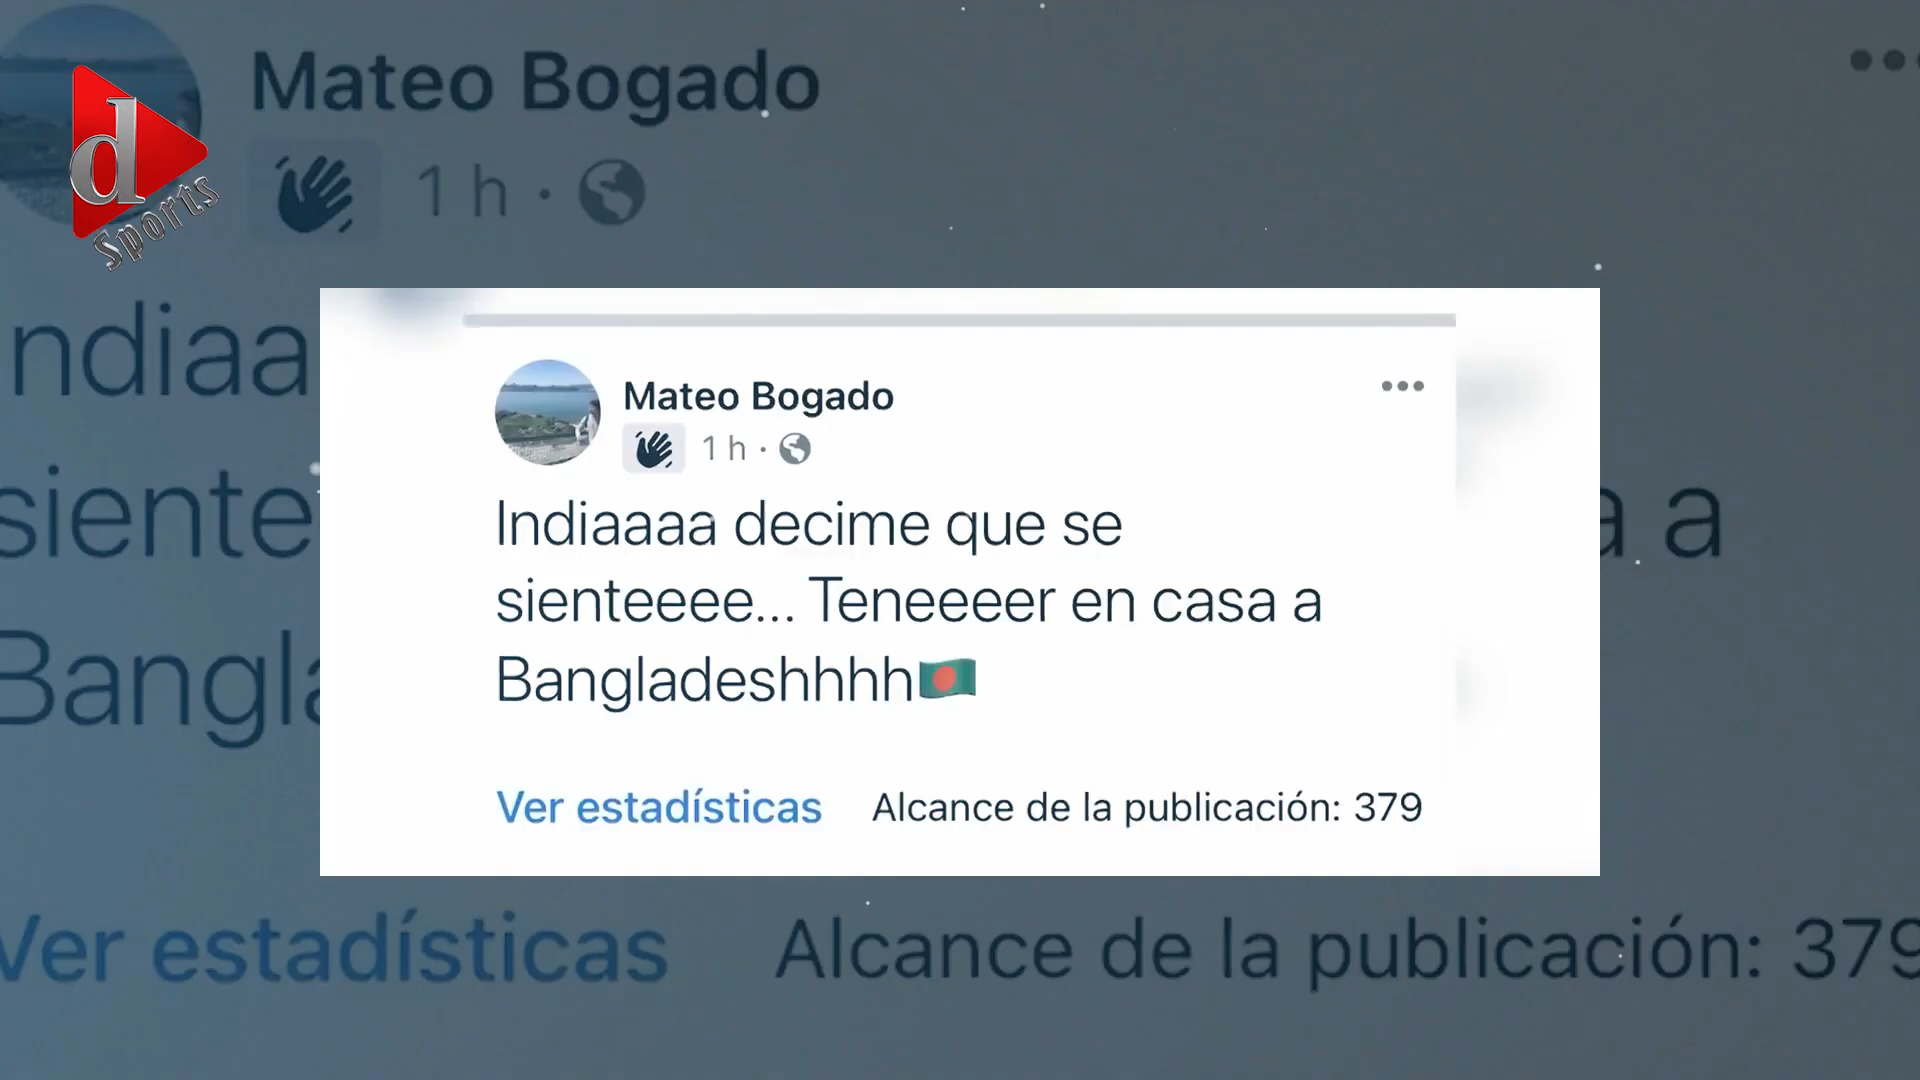 Mateo Bogado
1 h ·
d
Sports
ndiaa
siente
a a
Bangla
Mateo Bogado
1 h ·
Indiaaaa decime que se
sienteeee... Teneeeer en casa a
Bangladeshhhh🇧🇩
Ver estadísticas Alcance de la publicación: 379
Ver estadísticas Alcance de la publicación: 379